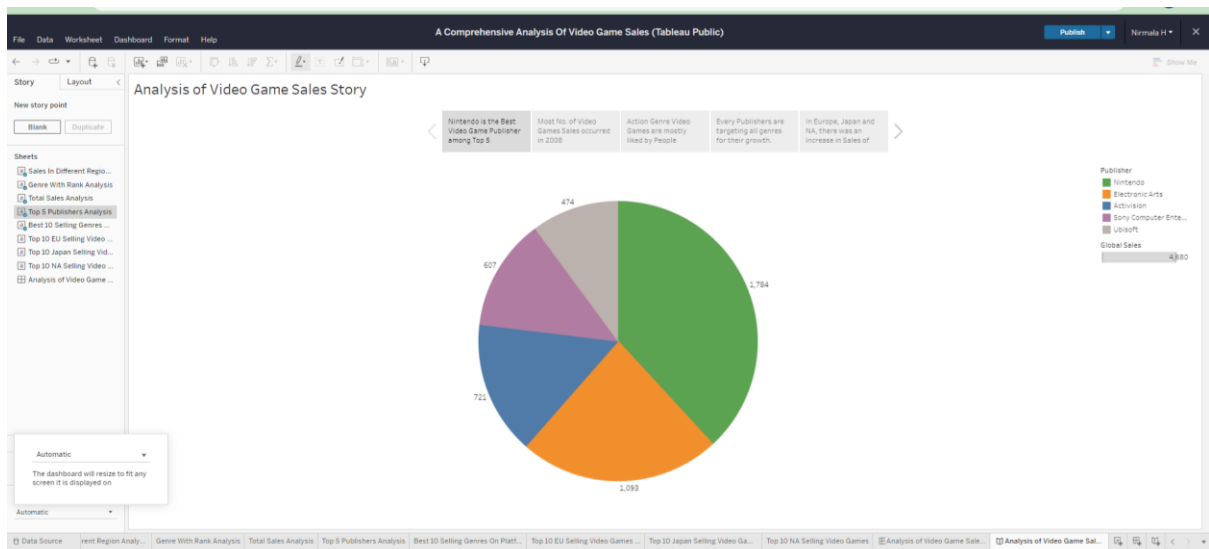 A Comprehensive Analysis Of Video Game Sales (Tableau Public)
Publish
Nirmala H
File Data Worksheet Dashboard Format Help
Show Me
Story Layout
New story point
Blank Duplicate
Sheets
Sales In Different Regio...
Genre With Rank Analysis
Total Sales Analysis
Top 5 Publishers Analysis
Best 10 Selling Genres ...
Top 10 EU Selling Video ...
Top 10 Japan Selling Vid...
Top 10 NA Selling Video ...
Analysis of Video Game ...
Automatic
The dashboard will resize to fit any
screen it is displayed on
Automatic
Analysis of Video Game Sales Story
Nintendo is the Best
Video Game Publisher
among Top 5
Most No. of Video
Games Sales occurred
in 2008
Action Genre Video
Games are mostly
liked by People
Every Publishers are
targeting all genres
for their growth.
In Europe, Japan and
NA, there was an
increase in Sales of
474
607
721
1,093
1,784
Publisher
Nintendo
Electronic Arts
Activision
Sony Computer Ente...
Ubisoft
Global Sales
4,680
Data Source
rent Region Analy...
Genre With Rank Analysis
Total Sales Analysis
Top 5 Publishers Analysis
Best 10 Selling Genres On Platf...
Top 10 EU Selling Video Games ...
Top 10 Japan Selling Video Ga...
Top 10 NA Selling Video Games
Analysis of Video Game Sale...
Analysis of Video Game Sal...